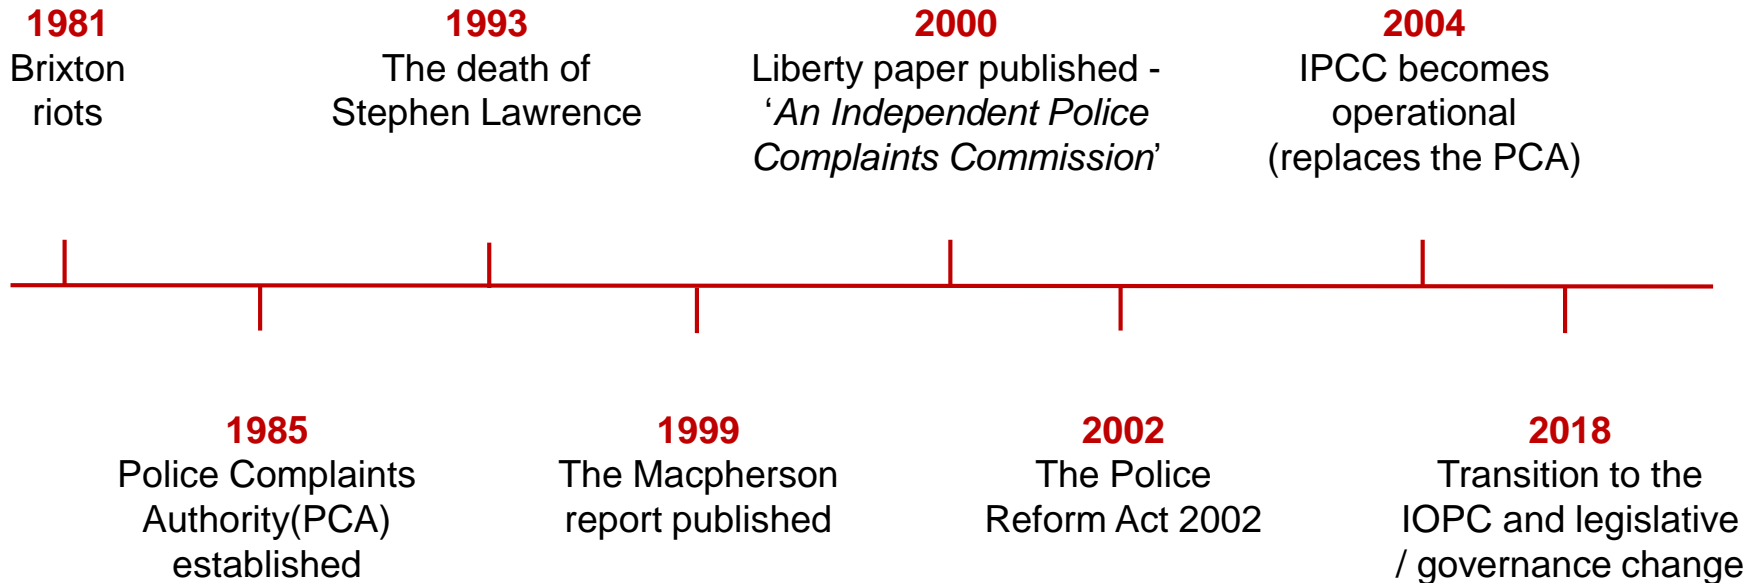 1981
Brixton
riots
1993
The death of
Stephen Lawrence
2000
Liberty paper published -
‘An Independent Police
Complaints Commission’
2004
IPCC becomes
operational
(replaces the PCA)
1985
Police Complaints
Authority(PCA)
established
1999
The Macpherson
report published
2002
The Police
Reform Act 2002
2018
Transition to the
IOPC and legislative
/ governance change